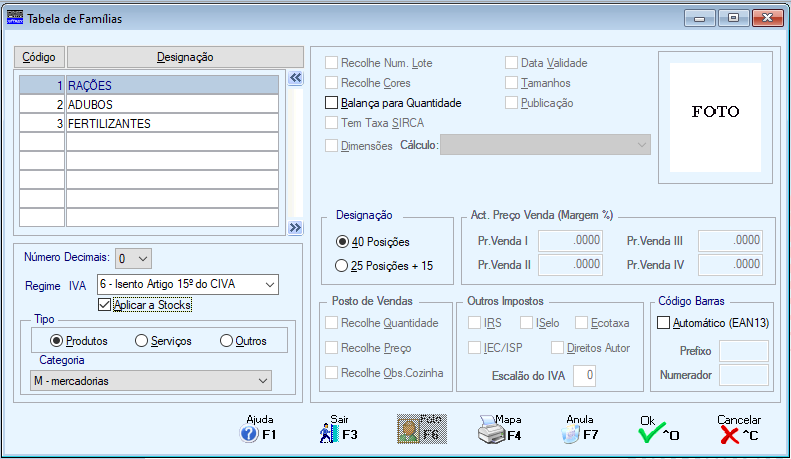 Tabela de Famílias
Código Designação
1 RAÇÕES
2 ADUBOS
3 FERTILIZANTES
Recolhe Num. Lote Data Validade
Recolhe Cores Tamanhos
Balança para Quantidade Publicação
Tem Taxa SIRCA
Dimensões Cálculo:
FOTO
Designação
40 Posições
25 Posições + 15
Act. Preço Venda (Margem %)
Pr.Venda I .0000 Pr.Venda III .0000
Pr.Venda II .0000 Pr.Venda IV .0000
Número Decimais: 0
Regime IVA 6 - Isento Artigo 15º do CIVA
Aplicar a Stocks
Tipo
Produtos Serviços Outros
Categoria
M - mercadorias
Posto de Vendas
Recolhe Quantidade
Recolhe Preço
Recolhe Obs.Cozinha
Outros Impostos
IRS ISelo Ecotaxa
IEC/ISP Direitos Autor
Escalão do IVA 0
Código Barras
Automático (EAN13)
Prefixo
Numerador
Ajuda F1
Sair F3
Foto F6
Mapa F4
Anula F7
Ok ^O
Cancelar ^C